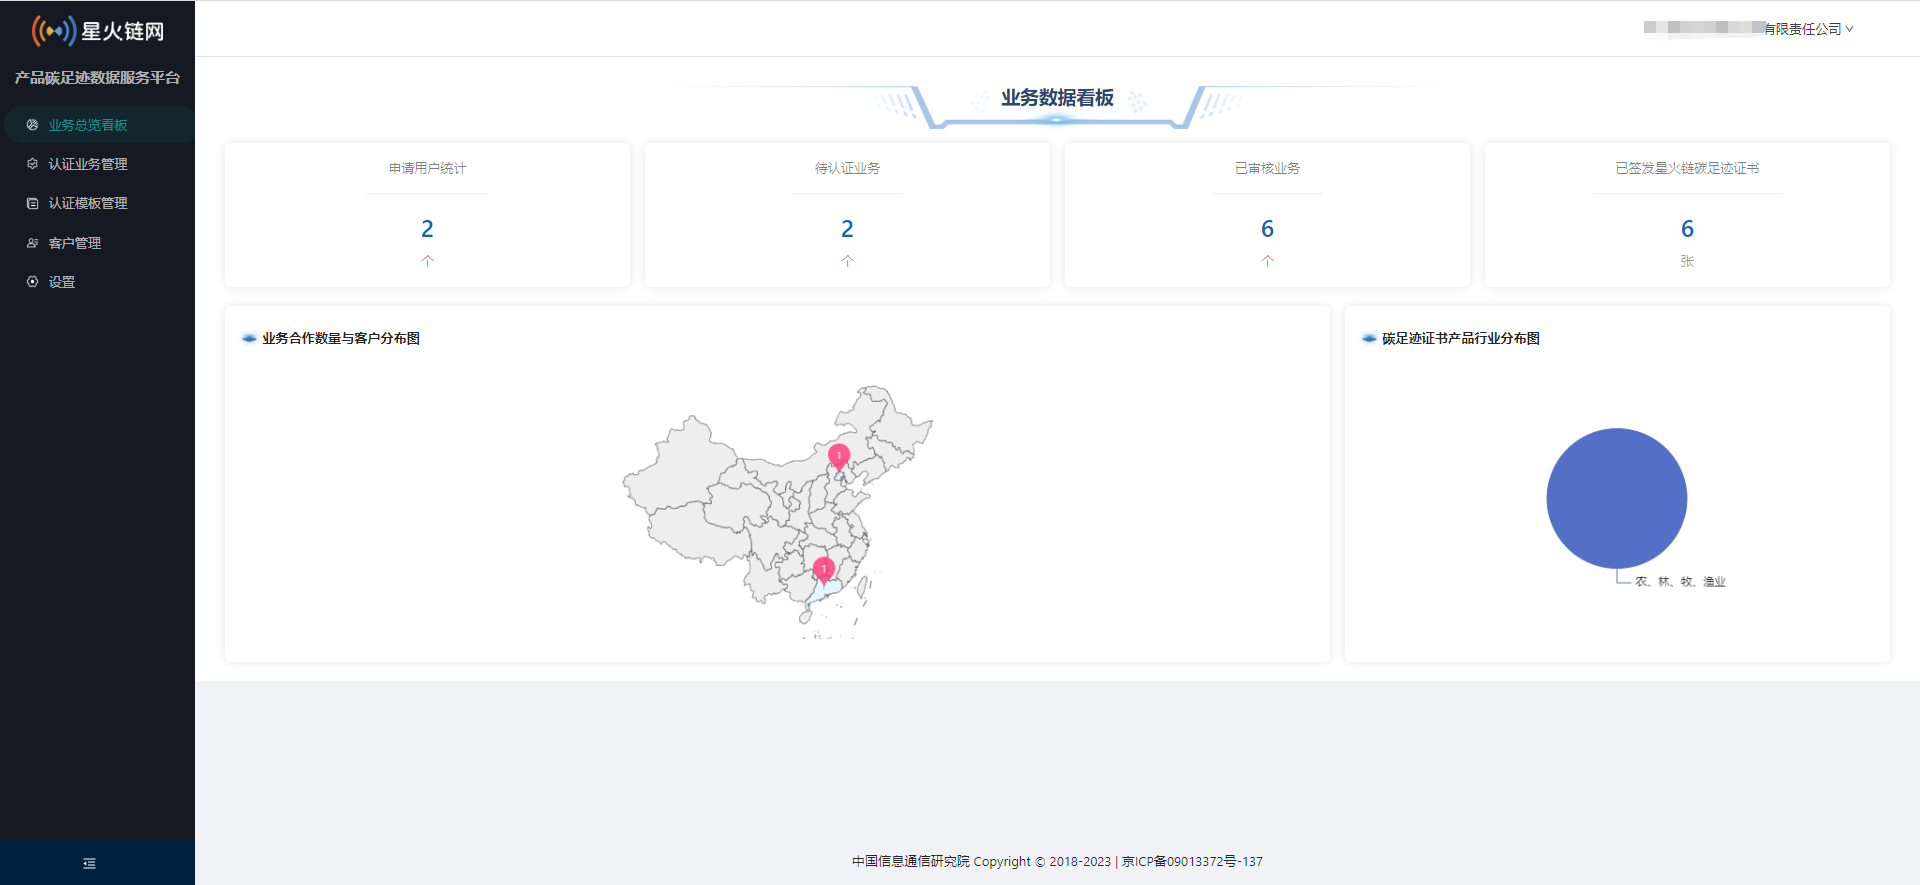 星火链网
有限责任公司
产品碳足迹数据服务平台
业务总览看板
认证业务管理
认证模板管理
客户管理
设置
业务数据看板
申请用户统计
2
个
待认证业务
2
个
已审核业务
6
个
已签发星火链碳足迹证书
6
张
业务合作数量与客户分布图
1
1
碳足迹证书产品行业分布图
农、林、牧、渔业
中国信息通信研究院 Copyright © 2018-2023 | 京ICP备09013372号-137